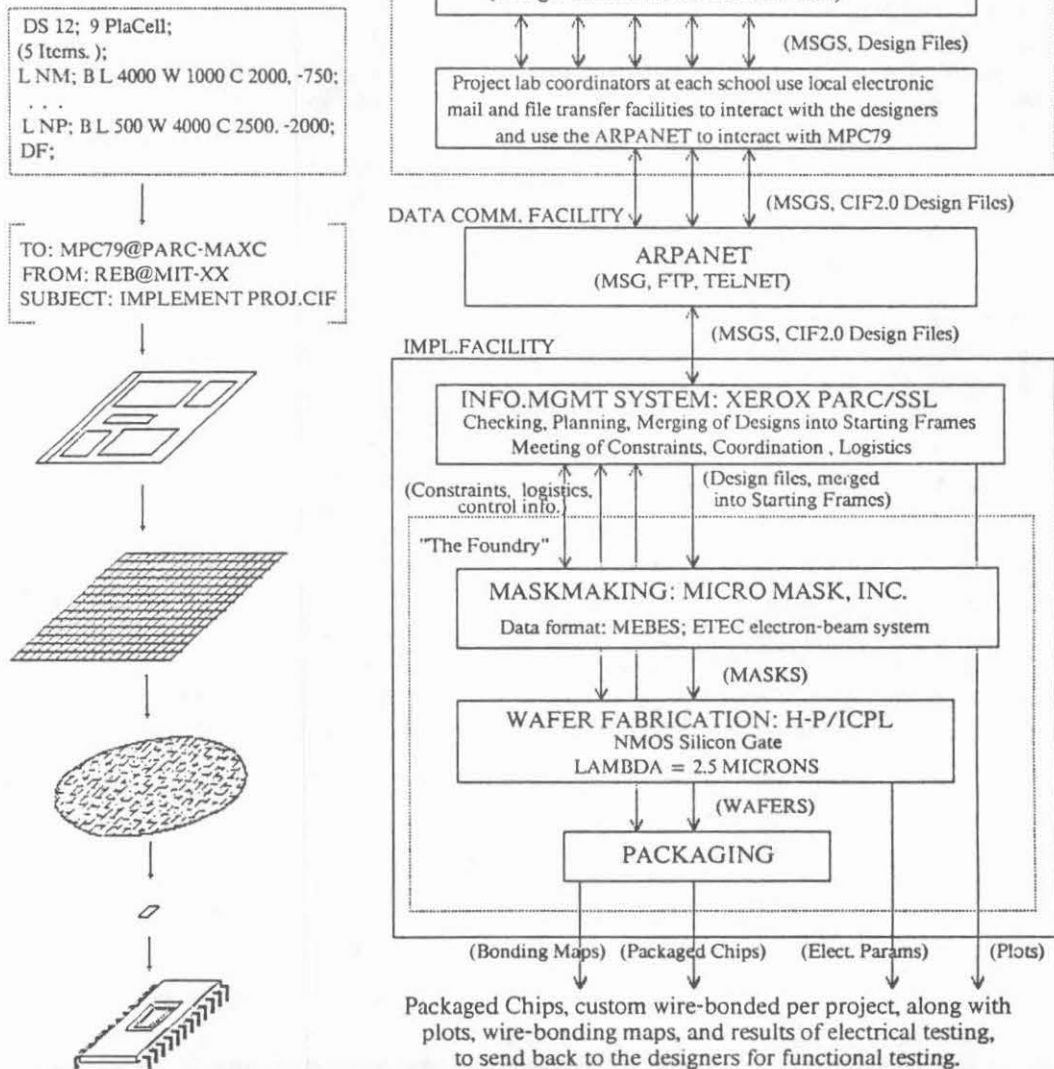 DS 12; 9 PlaCell;
(5 Items. );
L NM; B L 4000 W 1000 C 2000, -750;
. . .
L NP; B L 500 W 4000 C 2500. -2000;
DF;
TO: MPC79@PARC-MAXC
FROM: REB@MIT-XX
SUBJECT: IMPLEMENT PROJ.CIF
(MSGS, Design Files)
Project lab coordinators at each school use local electronic
mail and file transfer facilities to interact with the designers
and use the ARPANET to interact with MPC79
(MSGS, CIF2.0 Design Files)
DATA COMM. FACILITY
ARPANET
(MSG, FTP, TELNET)
(MSGS, CIF2.0 Design Files)
IMPL.FACILITY
INFO.MGMT SYSTEM: XEROX PARC/SSL
Checking, Planning, Merging of Designs into Starting Frames
Meeting of Constraints, Coordination , Logistics
(Constraints, logistics,
control info.)
(Design files, merged
into Starting Frames)
"The Foundry"
MASKMAKING: MICRO MASK, INC.
Data format: MEBES; ETEC electron-beam system
(MASKS)
WAFER FABRICATION: H-P/ICPL
NMOS Silicon Gate
LAMBDA = 2.5 MICRONS
(WAFERS)
PACKAGING
(Bonding Maps) (Packaged Chips) (Elect. Params) (Plots)
Packaged Chips, custom wire-bonded per project, along with
plots, wire-bonding maps, and results of electrical testing,
to send back to the designers for functional testing.